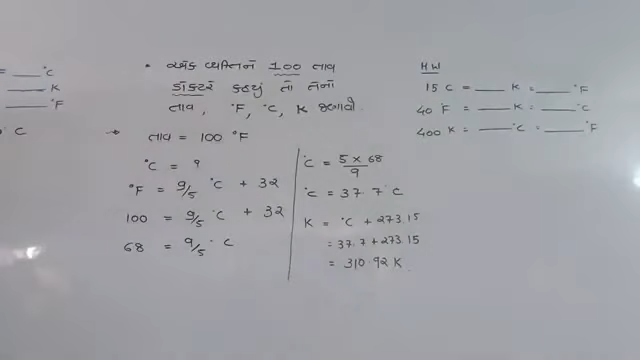 = ___ °C
___ K
___ °F
C
• એક વ્યક્તિને 100 તાવ
ડૉક્ટરે કહ્યું તો તેનો
તાવ, °F, °C, K જણાવો.
→ તાવ = 100 °F
°C = ?
°F = 9/5 °C + 32
100 = 9/5 °C + 32
68 = 9/5 °C
°C = 5 × 68 / 9
°C = 37.7 °C
K = °C + 273.15
= 37.7 + 273.15
= 310.92 K
HW
15 C = ___ K = ___ °F
40 °F = ___ K = ___ °C
400 K = ___ °C = ___ °F